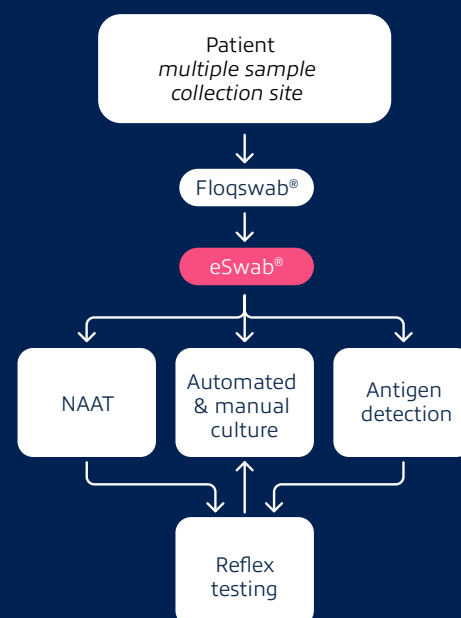 Patient
multiple sample
collection site
Floqswab®
eSwab®
NAAT
Automated
& manual
culture
Antigen
detection
Reflex
testing